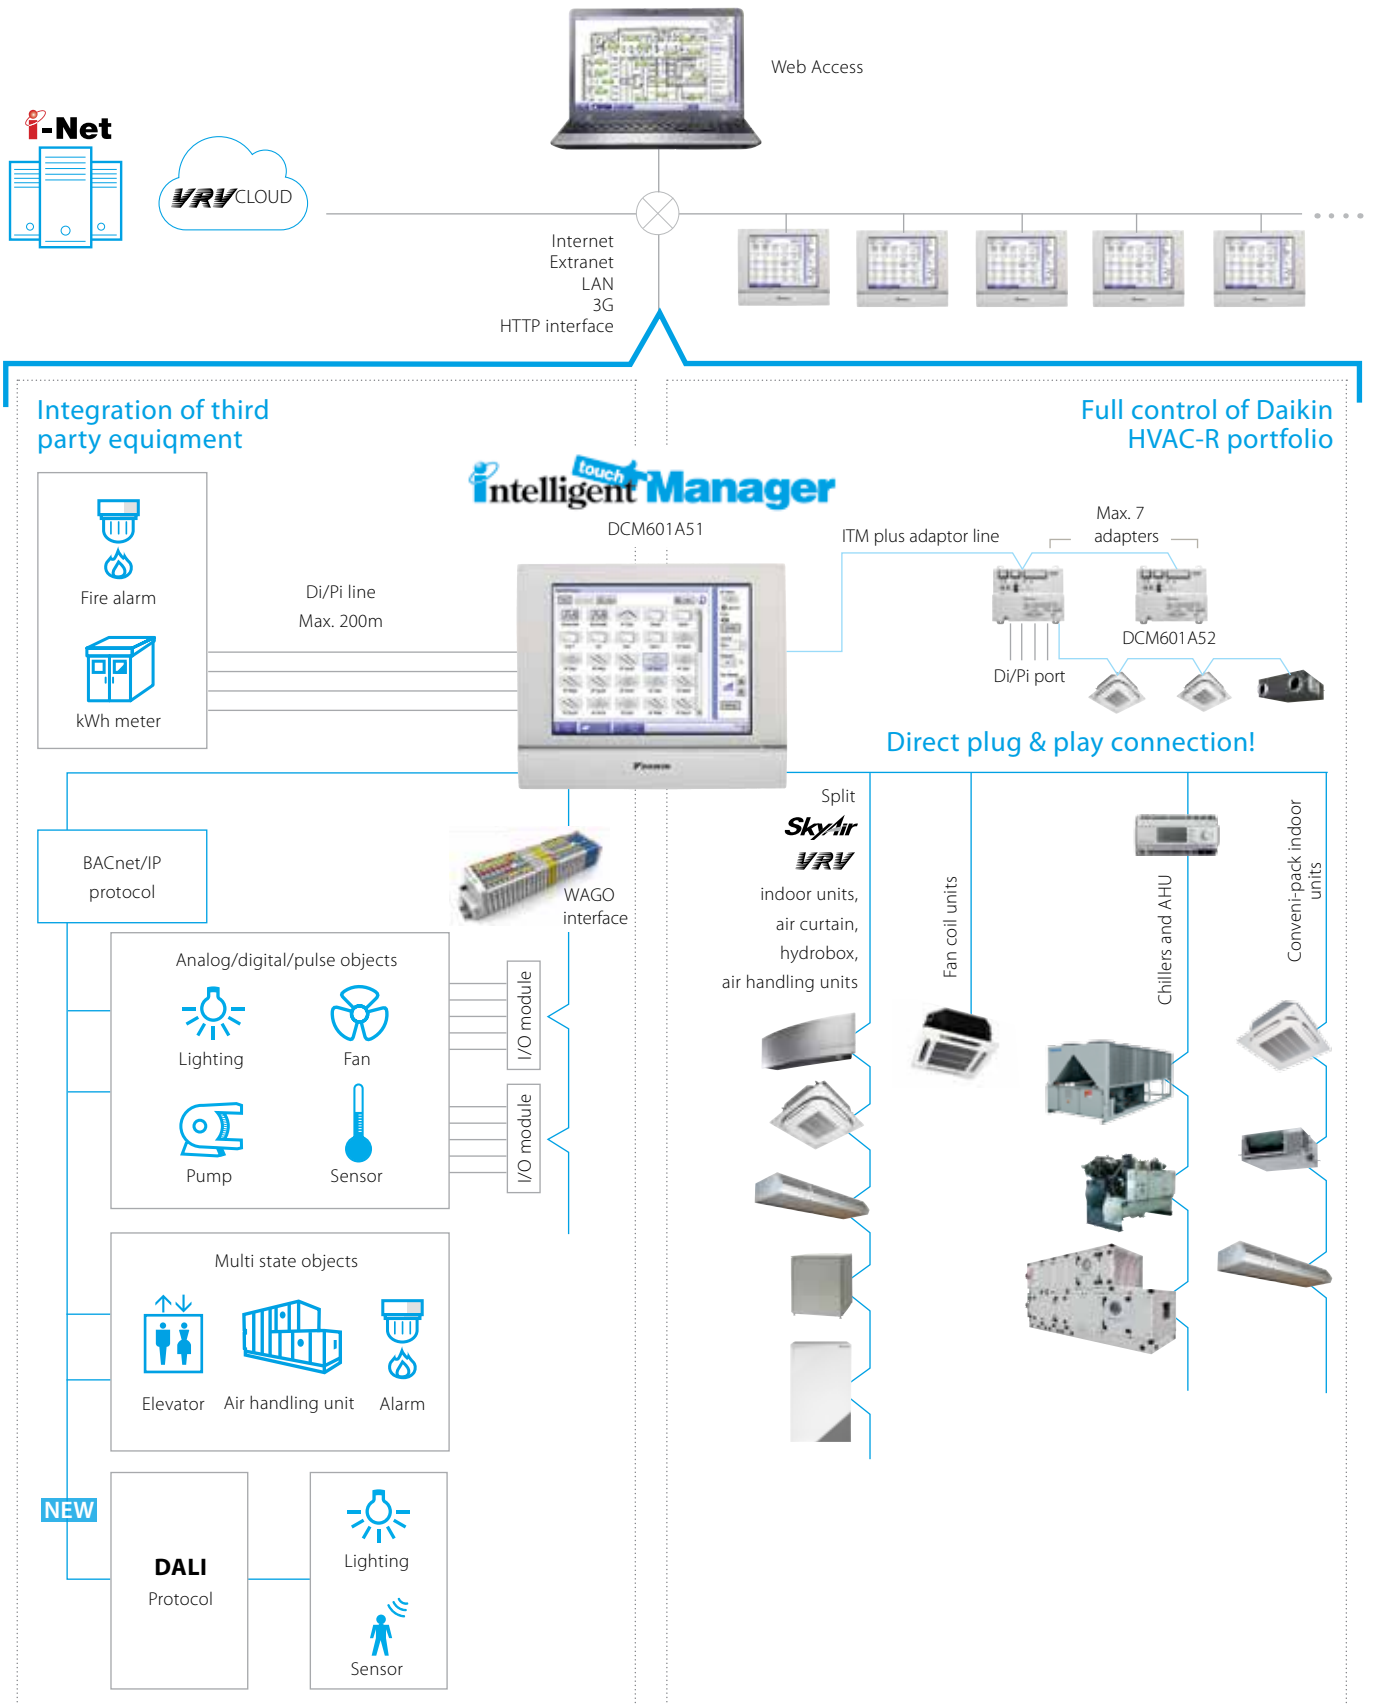 Web Access
i-Net
VRV CLOUD
Internet
Extranet
LAN
3G
HTTP interface
Integration of third
party equiqment
Full control of Daikin
HVAC-R portfolio
intelligent touch Manager
DCM601A51
ITM plus adaptor line
Max. 7
adapters
Fire alarm
kWh meter
Di/Pi line
Max. 200m
DCM601A52
Di/Pi port
DAIKIN
Direct plug & play connection!
BACnet/IP
protocol
WAGO
interface
Split
SkyAir
VRV
indoor units,
air curtain,
hydrobox,
air handling units
Fan coil units
Chillers and AHU
Conveni-pack indoor
units
Analog/digital/pulse objects
Lighting
Fan
Pump
Sensor
I/O module
I/O module
Multi state objects
Elevator
Air handling unit
Alarm
NEW
DALI
Protocol
Lighting
Sensor